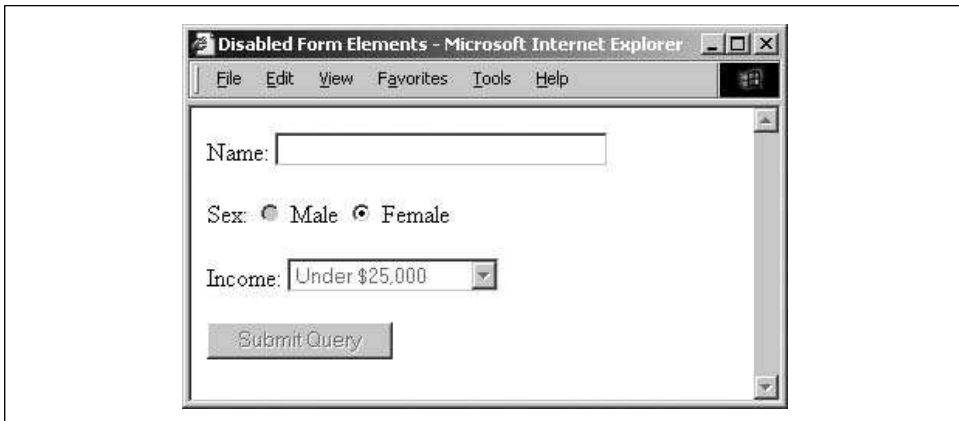 Disabled Form Elements - Microsoft Internet Explorer
File Edit View Favorites Tools Help
Name:
Sex: Male Female
Income: Under $25,000
Submit Query